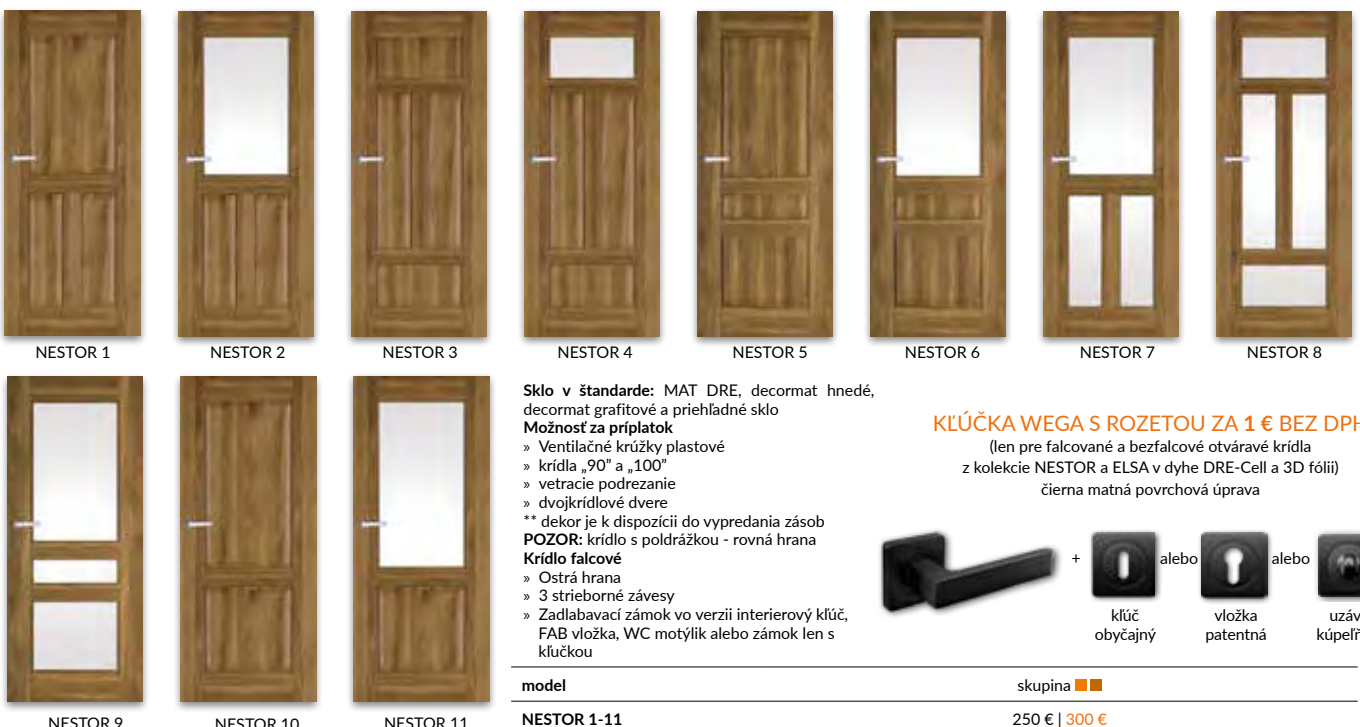 NESTOR 1
NESTOR 2
NESTOR 3
NESTOR 4
NESTOR 5
NESTOR 6
NESTOR 7
NESTOR 8
NESTOR 9
NESTOR 10
NESTOR 11
Sklo v štandarde: MAT DRE, decormat hnedé,
decormat grafitové a priehľadné sklo
Možnosť za príplatok
» Ventilačné krúžky plastové
» krídla „90” a „100”
» vetracie podrezanie
» dvojkrídlové dvere
** dekor je k dispozícii do vypredania zásob
POZOR: krídlo s poldrážkou - rovná hrana
Krídlo falcové
» Ostrá hrana
» 3 strieborné závesy
» Zadlabavací zámok vo verzii interierový kľúč,
FAB vložka, WC motýlik alebo zámok len s
kľučkou
KĽÚČKA WEGA S ROZETOU ZA 1 € BEZ DPH
(len pre falcované a bezfalcové otváravé krídla
z kolekcie NESTOR a ELSA v dyhe DRE-Cell a 3D fólii)
čierna matná povrchová úprava
+ alebo alebo
kľúč
obyčajný
vložka
patentná
uzáv
kúpeľň
model skupina
NESTOR 1-11 250 € | 300 €